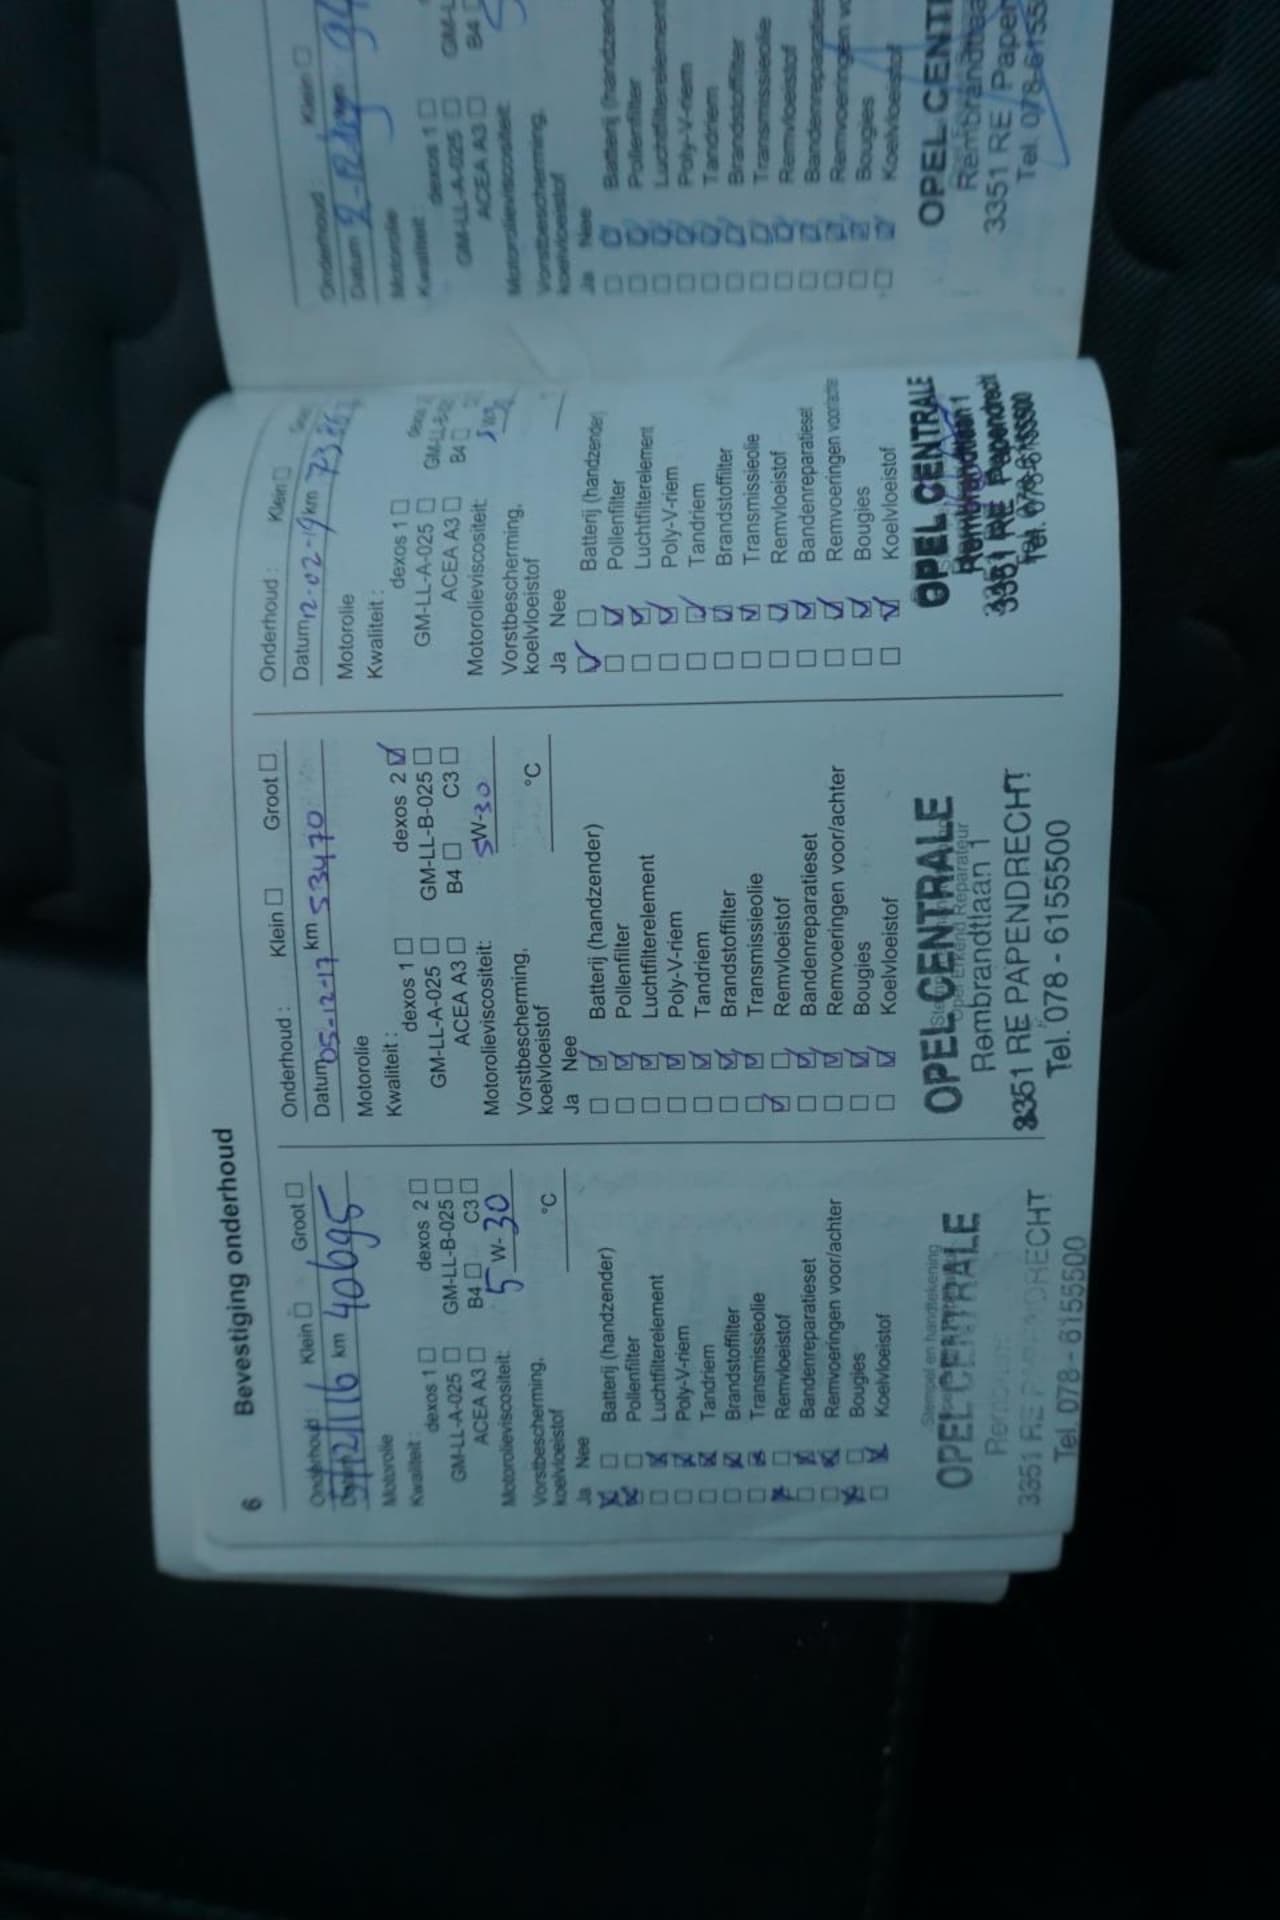 6 Bevestiging onderhoud
Onderhoud: Klein Groot
12/16 km 40695
Motorolie
Kwaliteit:
dexos 1 dexos 2
GM-LL-A-025 GM-LL-B-025
ACEA A3 B4 C3
Motorolieviscositeit: 5W-30
Vorstbescherming,
koelvloeistof °C
Ja Nee
Batterij (handzender)
Pollenfilter
Luchtfilterelement
Poly-V-riem
Tandriem
Brandstoffilter
Transmissieolie
Remvloeistof
Bandenreparatieset
Remvoeringen voor/achter
Bougies
Koelvloeistof
Stempel en handtekening
OPEL CENTRALE
3351 RE PAPENDRECHT
Tel. 078 - 6155500
Onderhoud: Klein Groot
Datum 05-12-17 km 53470
Motorolie
Kwaliteit:
dexos 1 dexos 2
GM-LL-A-025 GM-LL-B-025
ACEA A3 B4 C3
Motorolieviscositeit: 5W-30
Vorstbescherming,
koelvloeistof °C
Ja Nee
Batterij (handzender)
Pollenfilter
Luchtfilterelement
Poly-V-riem
Tandriem
Brandstoffilter
Transmissieolie
Remvloeistof
Bandenreparatieset
Remvoeringen voor/achter
Bougies
Koelvloeistof
OPEL CENTRALE
Opel Erkend Reparateur
Rembrandtlaan 1
3351 RE PAPENDRECHT
Tel. 078 - 6155500
Onderhoud: Klein
Datum 12-02-19 km
Motorolie
Kwaliteit:
dexos 1
GM-LL-A-025
ACEA A3 B4
Motorolieviscositeit:
Vorstbescherming,
koelvloeistof
Ja Nee
Batterij (handzender)
Pollenfilter
Luchtfilterelement
Poly-V-riem
Tandriem
Brandstoffilter
Transmissieolie
Remvloeistof
Bandenreparatieset
Remvoeringen
Bougies
Koelvloeistof
OPEL CENTRALE
Rembrandtlaan 1
3351 RE Papendrecht
Tel. 078-6155500
Onderhoud: Klein
Datum
Motorolie
Kwaliteit:
dexos 1
GM-LL-A-025
ACEA A3 B4
Motorolieviscositeit:
Vorstbescherming,
koelvloeistof
Ja Nee
Batterij
Pollenfilter
Poly-V-riem
Tandriem
Brandstoffilter
Transmissieolie
Remvloeistof
Remvoeringen
Bougies
Koelvloeistof
OPEL
3351 RE
Tel.